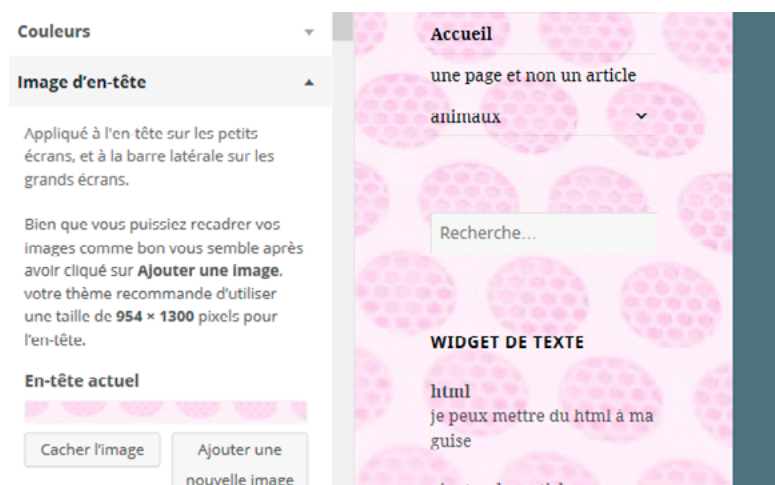 Couleurs
Image d'en-tête
Appliqué à l'en-tête sur les petits
écrans, et à la barre latérale sur les
grands écrans.
Bien que vous puissiez recadrer vos
images comme bon vous semble après
avoir cliqué sur Ajouter une image,
votre thème recommande d'utiliser
une taille de 954 × 1300 pixels pour
l'en-tête.
En-tête actuel
Cacher l'image
Ajouter une
nouvelle image
Accueil
une page et non un article
animaux
Recherche…
WIDGET DE TEXTE
html
je peux mettre du html à ma
guise